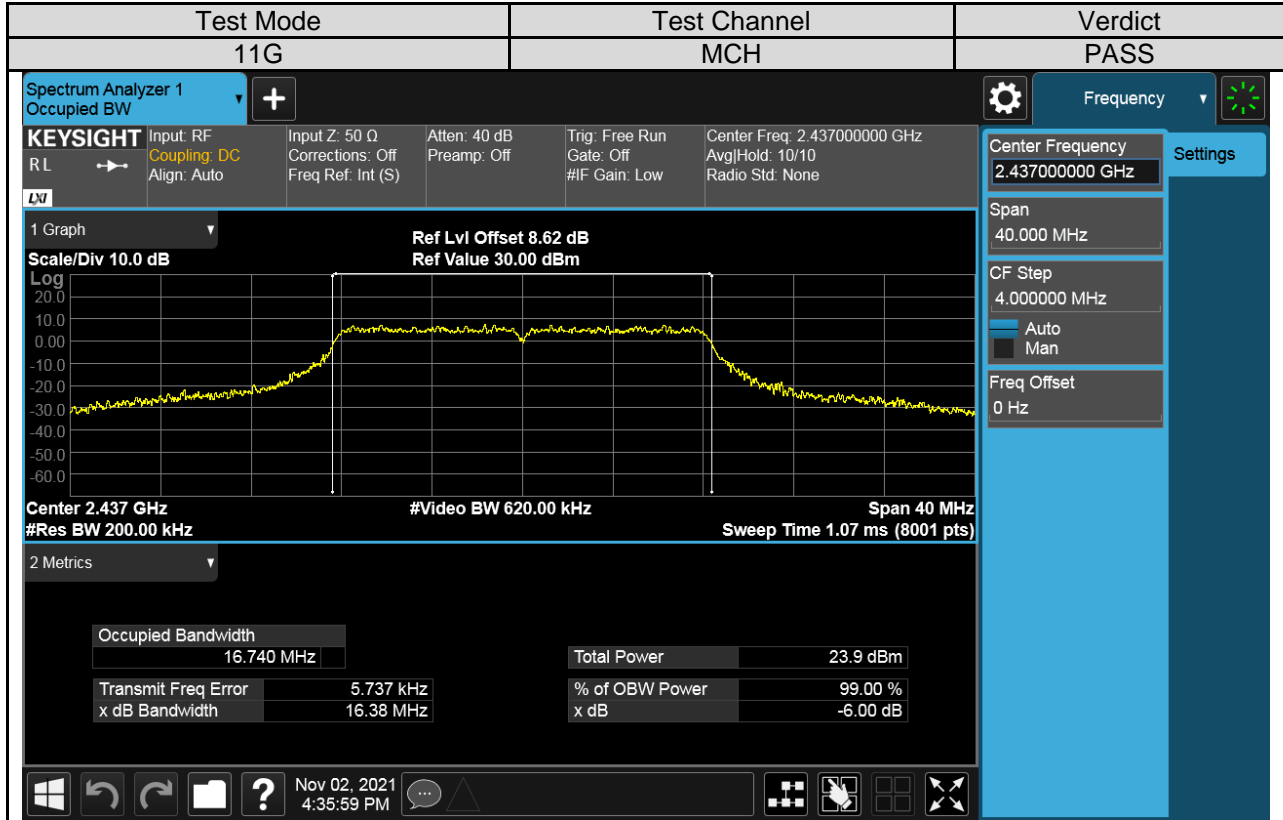 Test Mode Test Channel Verdict
11G MCH PASS
Spectrum Analyzer 1
Occupied BW
+
Frequency
KEYSIGHT Input: RF Input Z: 50 Ω Atten: 40 dB Trig: Free Run Center Freq: 2.437000000 GHz
RL Coupling: DC Corrections: Off Preamp: Off Gate: Off Avg|Hold: 10/10
Align: Auto Freq Ref: Int (S) #IF Gain: Low Radio Std: None
LXI
Center Frequency
2.437000000 GHz
Settings
Span
40.000 MHz
CF Step
4.000000 MHz
Auto
Man
Freq Offset
0 Hz
1 Graph
Ref Lvl Offset 8.62 dB
Scale/Div 10.0 dB Ref Value 30.00 dBm
Log
20.0
10.0
0.00
-10.0
-20.0
-30.0
-40.0
-50.0
-60.0
Center 2.437 GHz #Video BW 620.00 kHz Span 40 MHz
#Res BW 200.00 kHz Sweep Time 1.07 ms (8001 pts)
2 Metrics
Occupied Bandwidth
16.740 MHz Total Power 23.9 dBm
Transmit Freq Error 5.737 kHz % of OBW Power 99.00 %
x dB Bandwidth 16.38 MHz x dB -6.00 dB
? Nov 02, 2021
4:35:59 PM